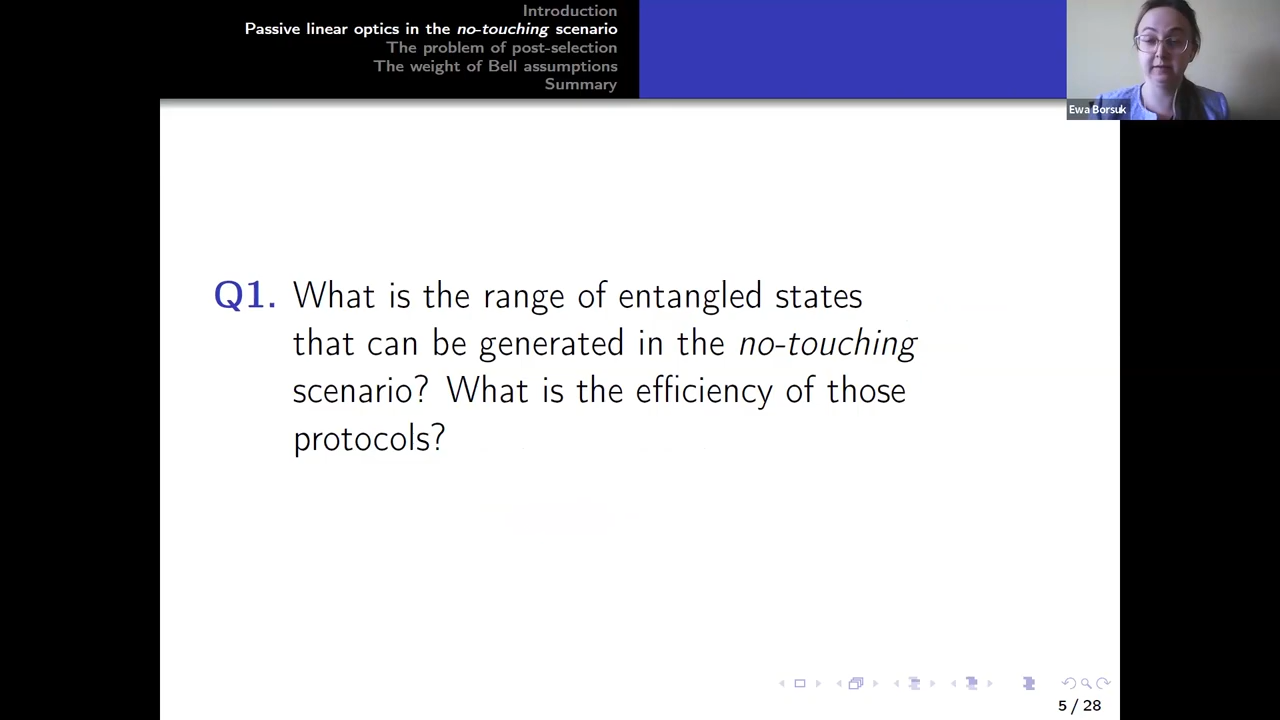 Introduction
Passive linear optics in the no-touching scenario
The problem of post-selection
The weight of Bell assumptions
Summary
Ewa Borsuk
Q1. What is the range of entangled states
that can be generated in the no-touching
scenario? What is the efficiency of those
protocols?
5 / 28